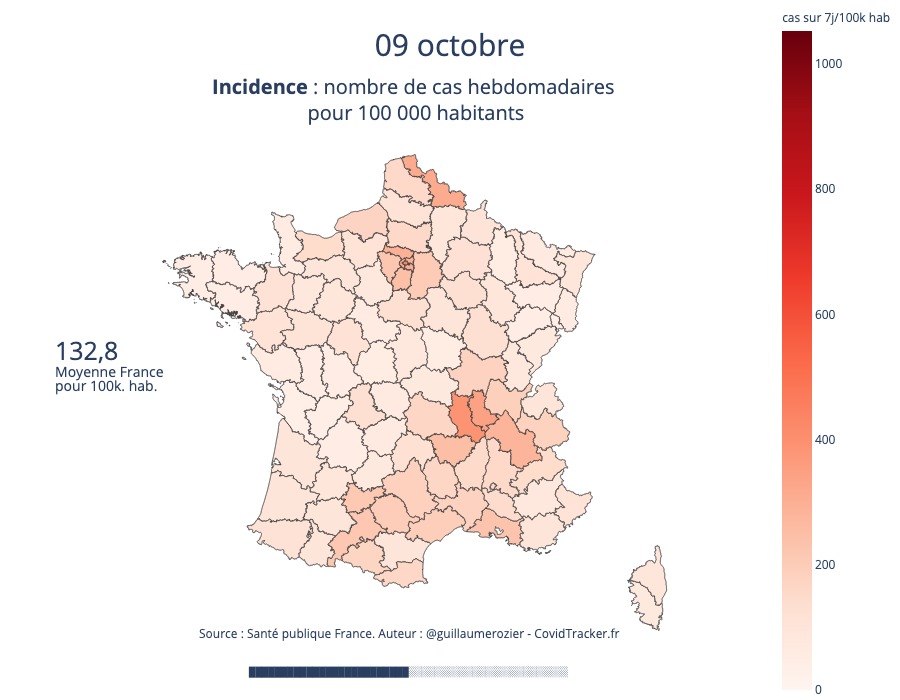 cas sur 7j/100k hab
09 octobre
Incidence : nombre de cas hebdomadaires
pour 100 000 habitants
1000
800
600
400
200
0
132,8
Moyenne France
pour 100k. hab.
Source : Santé publique France. Auteur : @guillaumerozier - CovidTracker.fr